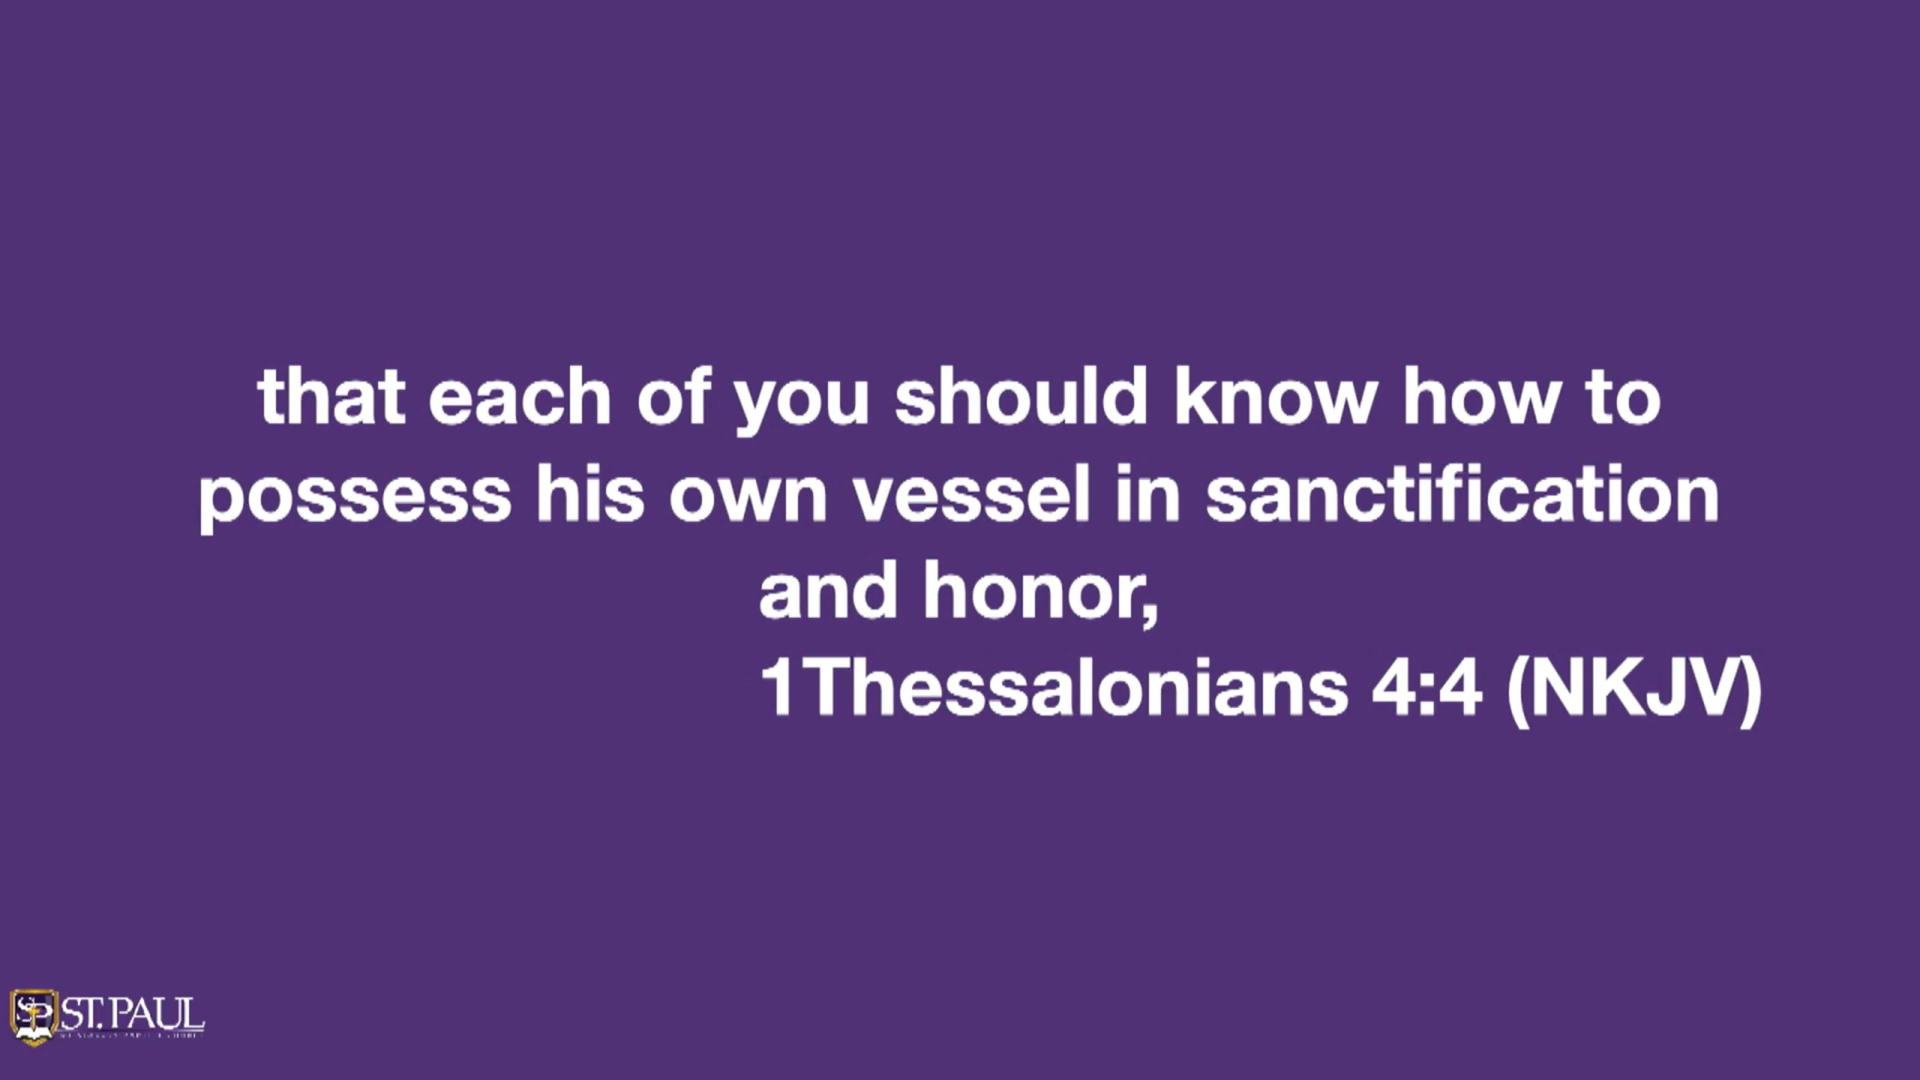 that each of you should know how to
possess his own vessel in sanctification
and honor,
1Thessalonians 4:4 (NKJV)
SP ST. PAUL